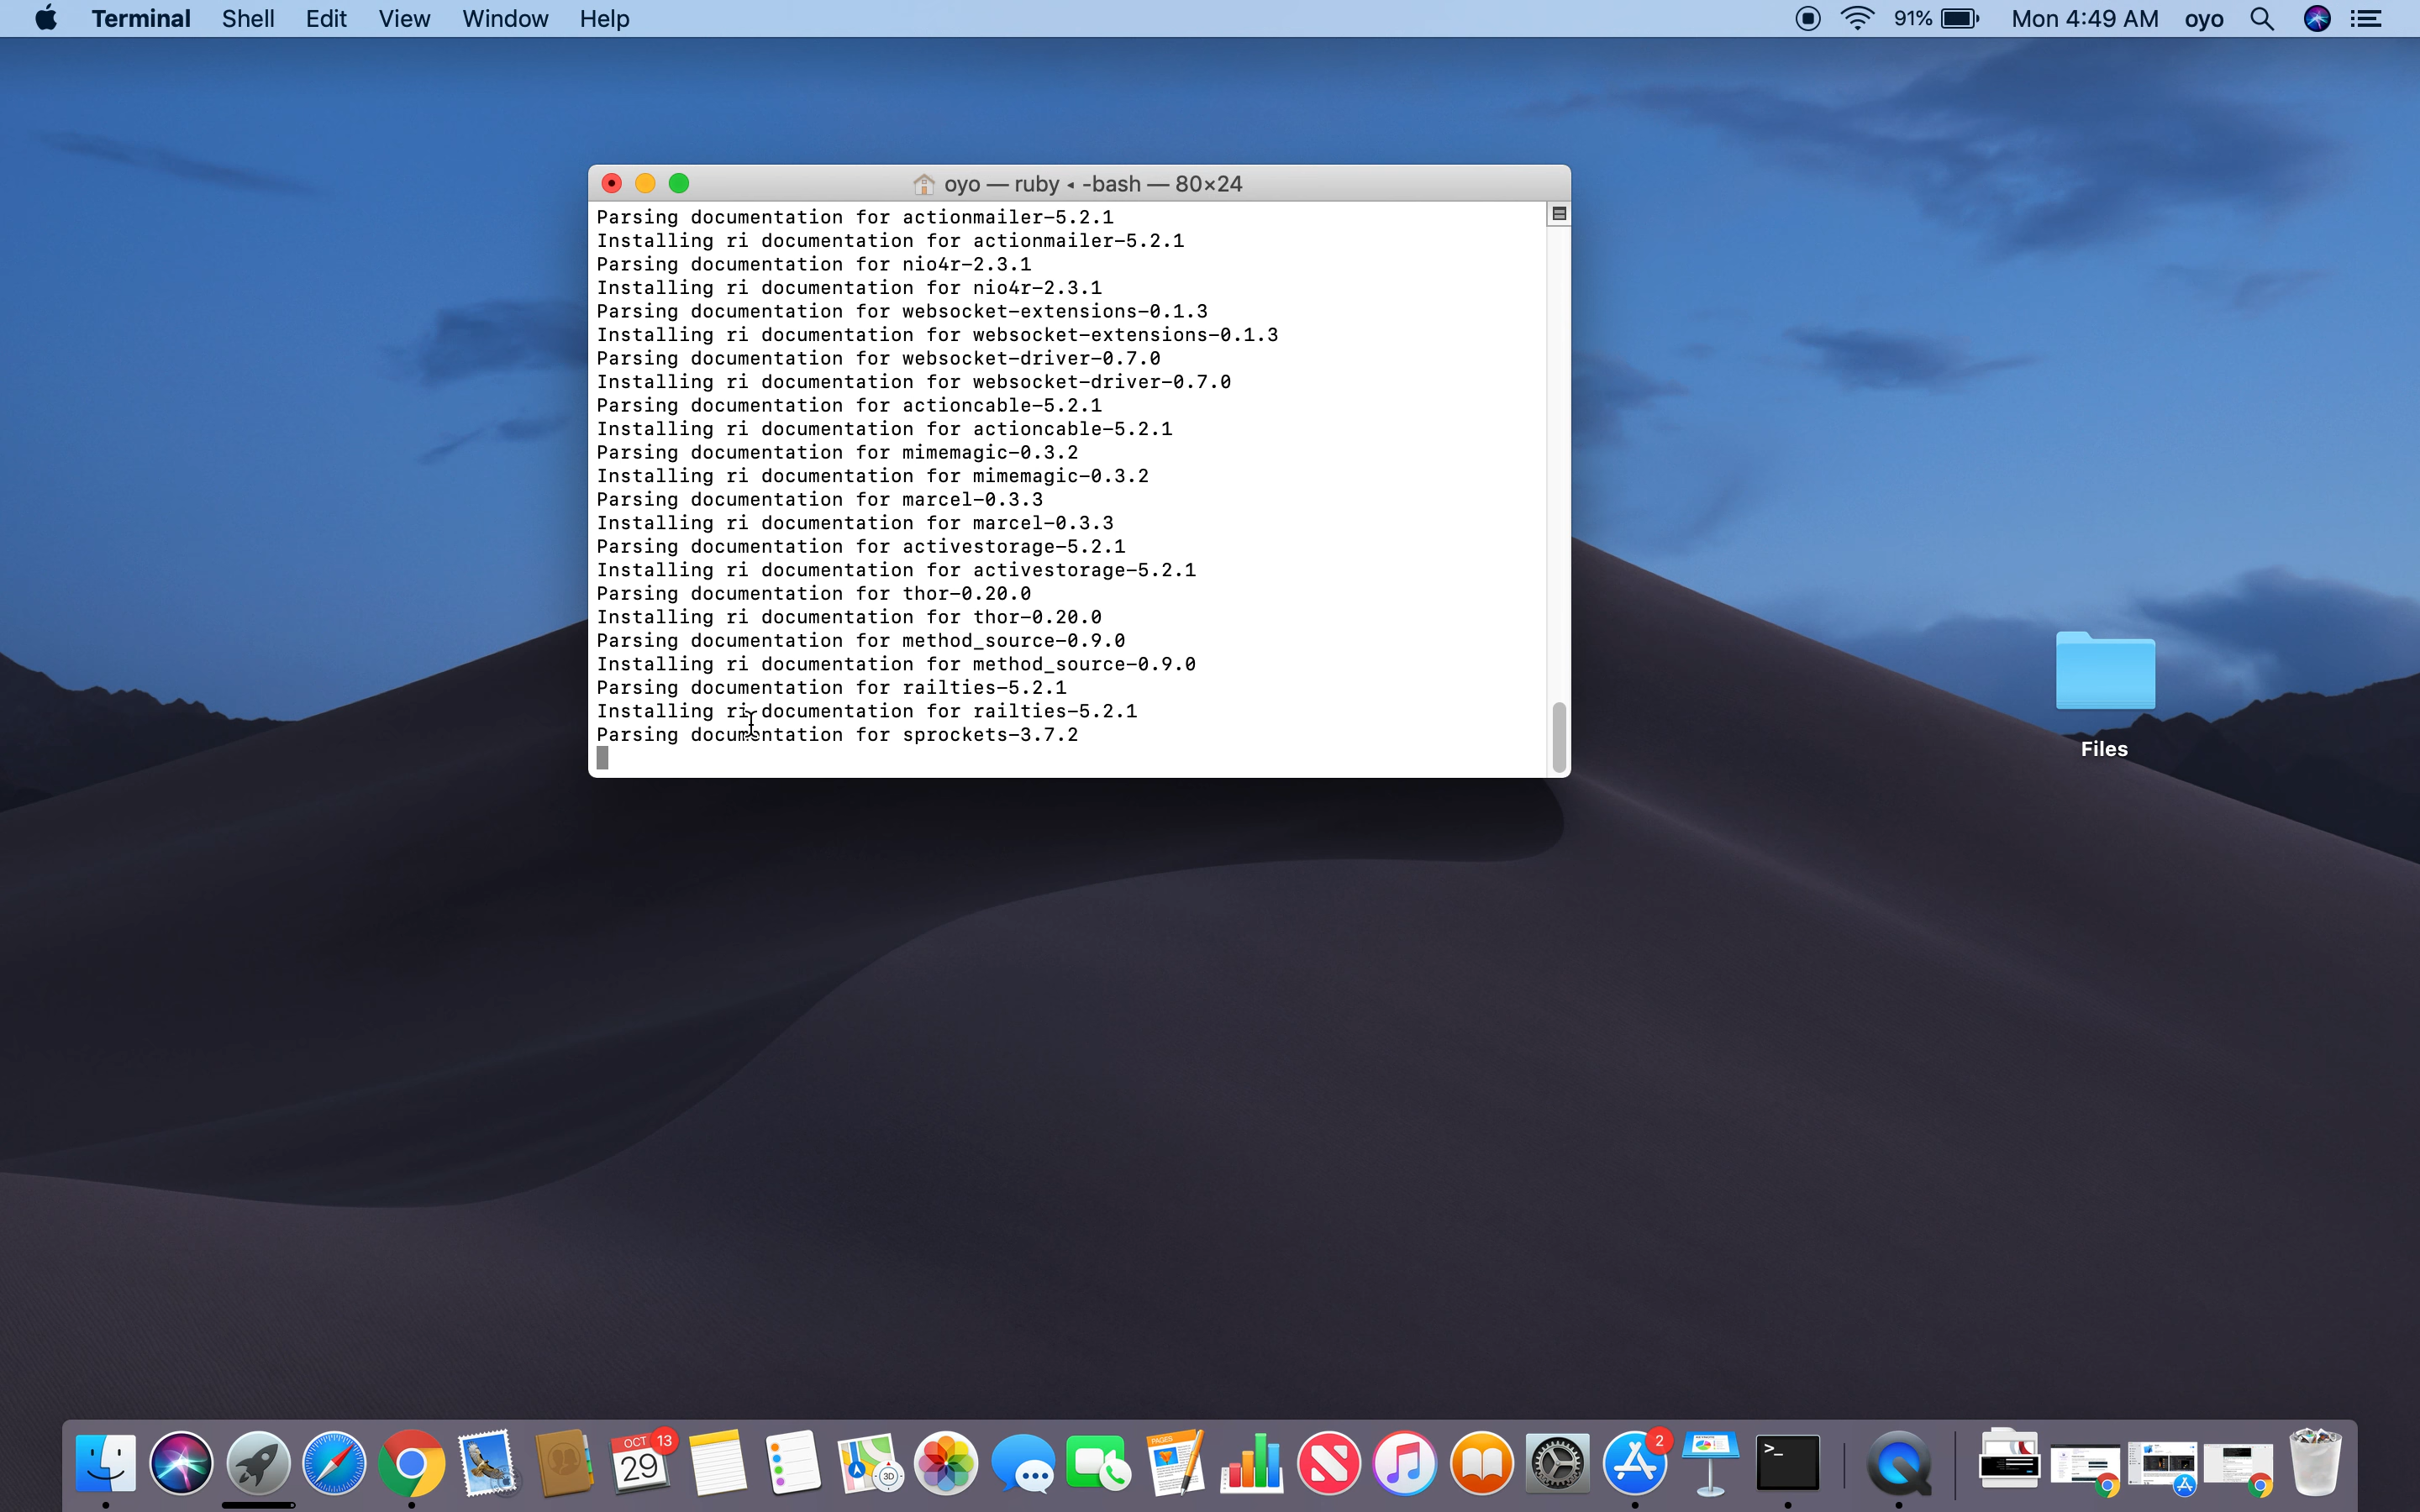 Terminal Shell Edit View Window Help 91% Mon 4:49 AM oyo
oyo — ruby ◂ -bash — 80×24
Parsing documentation for actionmailer-5.2.1
Installing ri documentation for actionmailer-5.2.1
Parsing documentation for nio4r-2.3.1
Installing ri documentation for nio4r-2.3.1
Parsing documentation for websocket-extensions-0.1.3
Installing ri documentation for websocket-extensions-0.1.3
Parsing documentation for websocket-driver-0.7.0
Installing ri documentation for websocket-driver-0.7.0
Parsing documentation for actioncable-5.2.1
Installing ri documentation for actioncable-5.2.1
Parsing documentation for mimemagic-0.3.2
Installing ri documentation for mimemagic-0.3.2
Parsing documentation for marcel-0.3.3
Installing ri documentation for marcel-0.3.3
Parsing documentation for activestorage-5.2.1
Installing ri documentation for activestorage-5.2.1
Parsing documentation for thor-0.20.0
Installing ri documentation for thor-0.20.0
Parsing documentation for method_source-0.9.0
Installing ri documentation for method_source-0.9.0
Parsing documentation for railties-5.2.1
Installing ri documentation for railties-5.2.1
Parsing documentation for sprockets-3.7.2
Files
OCT 13
29
3D
PAGES
2
>_